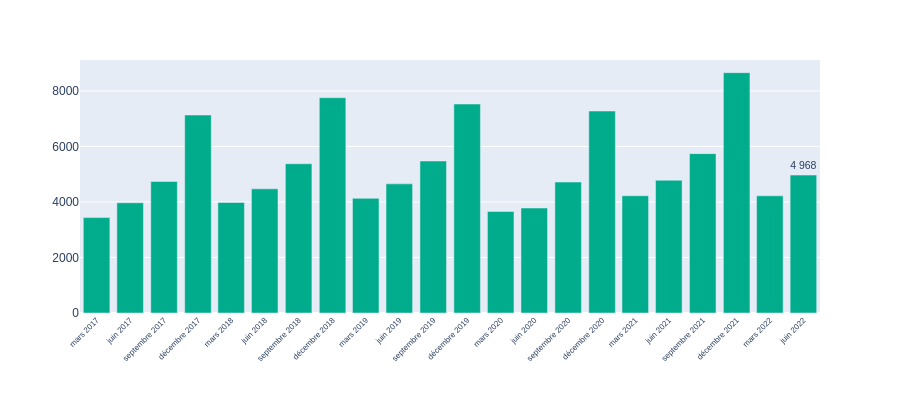 8000
6000
4000
2000
0
4 968
mars 2017
juin 2017
septembre 2017
décembre 2017
mars 2018
juin 2018
septembre 2018
décembre 2018
mars 2019
juin 2019
septembre 2019
décembre 2019
mars 2020
juin 2020
septembre 2020
décembre 2020
mars 2021
juin 2021
septembre 2021
décembre 2021
mars 2022
juin 2022